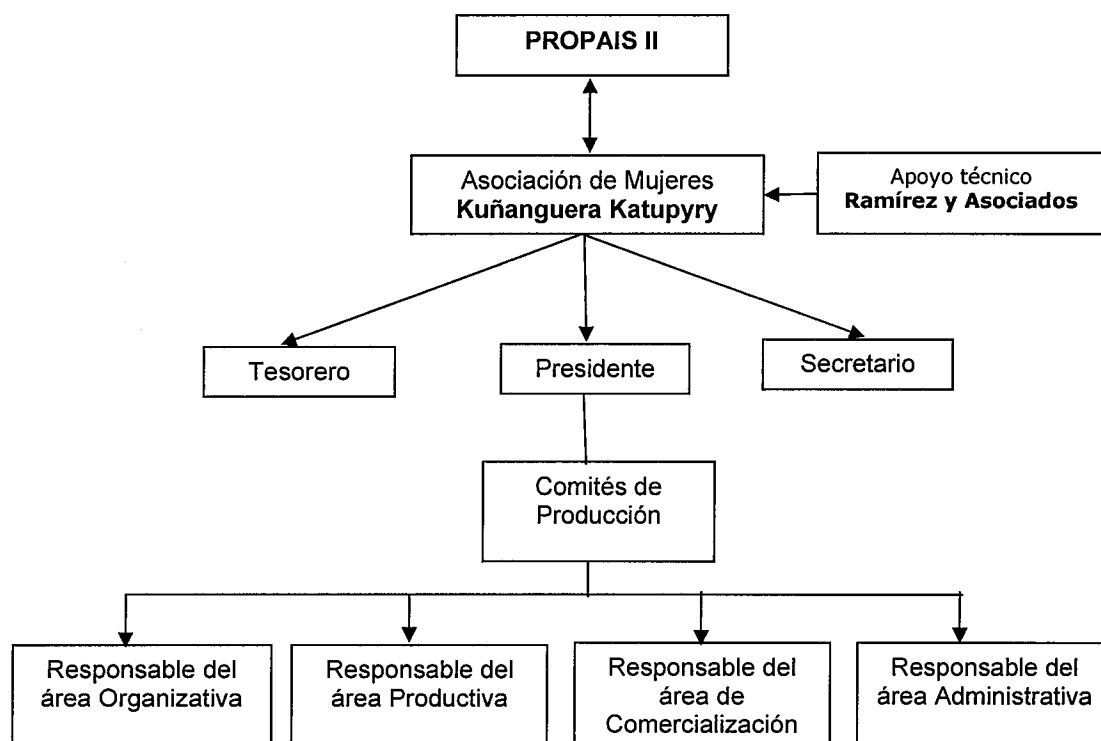 PROPAIS II
Asociación de Mujeres
Kuñanguera Katupyry
Apoyo técnico
Ramírez y Asociados
Tesorero
Presidente
Secretario
Comités de
Producción
Responsable del
área Organizativa
Responsable del
área Productiva
Responsable del
área de
Comercialización
Responsable del
área Administrativa